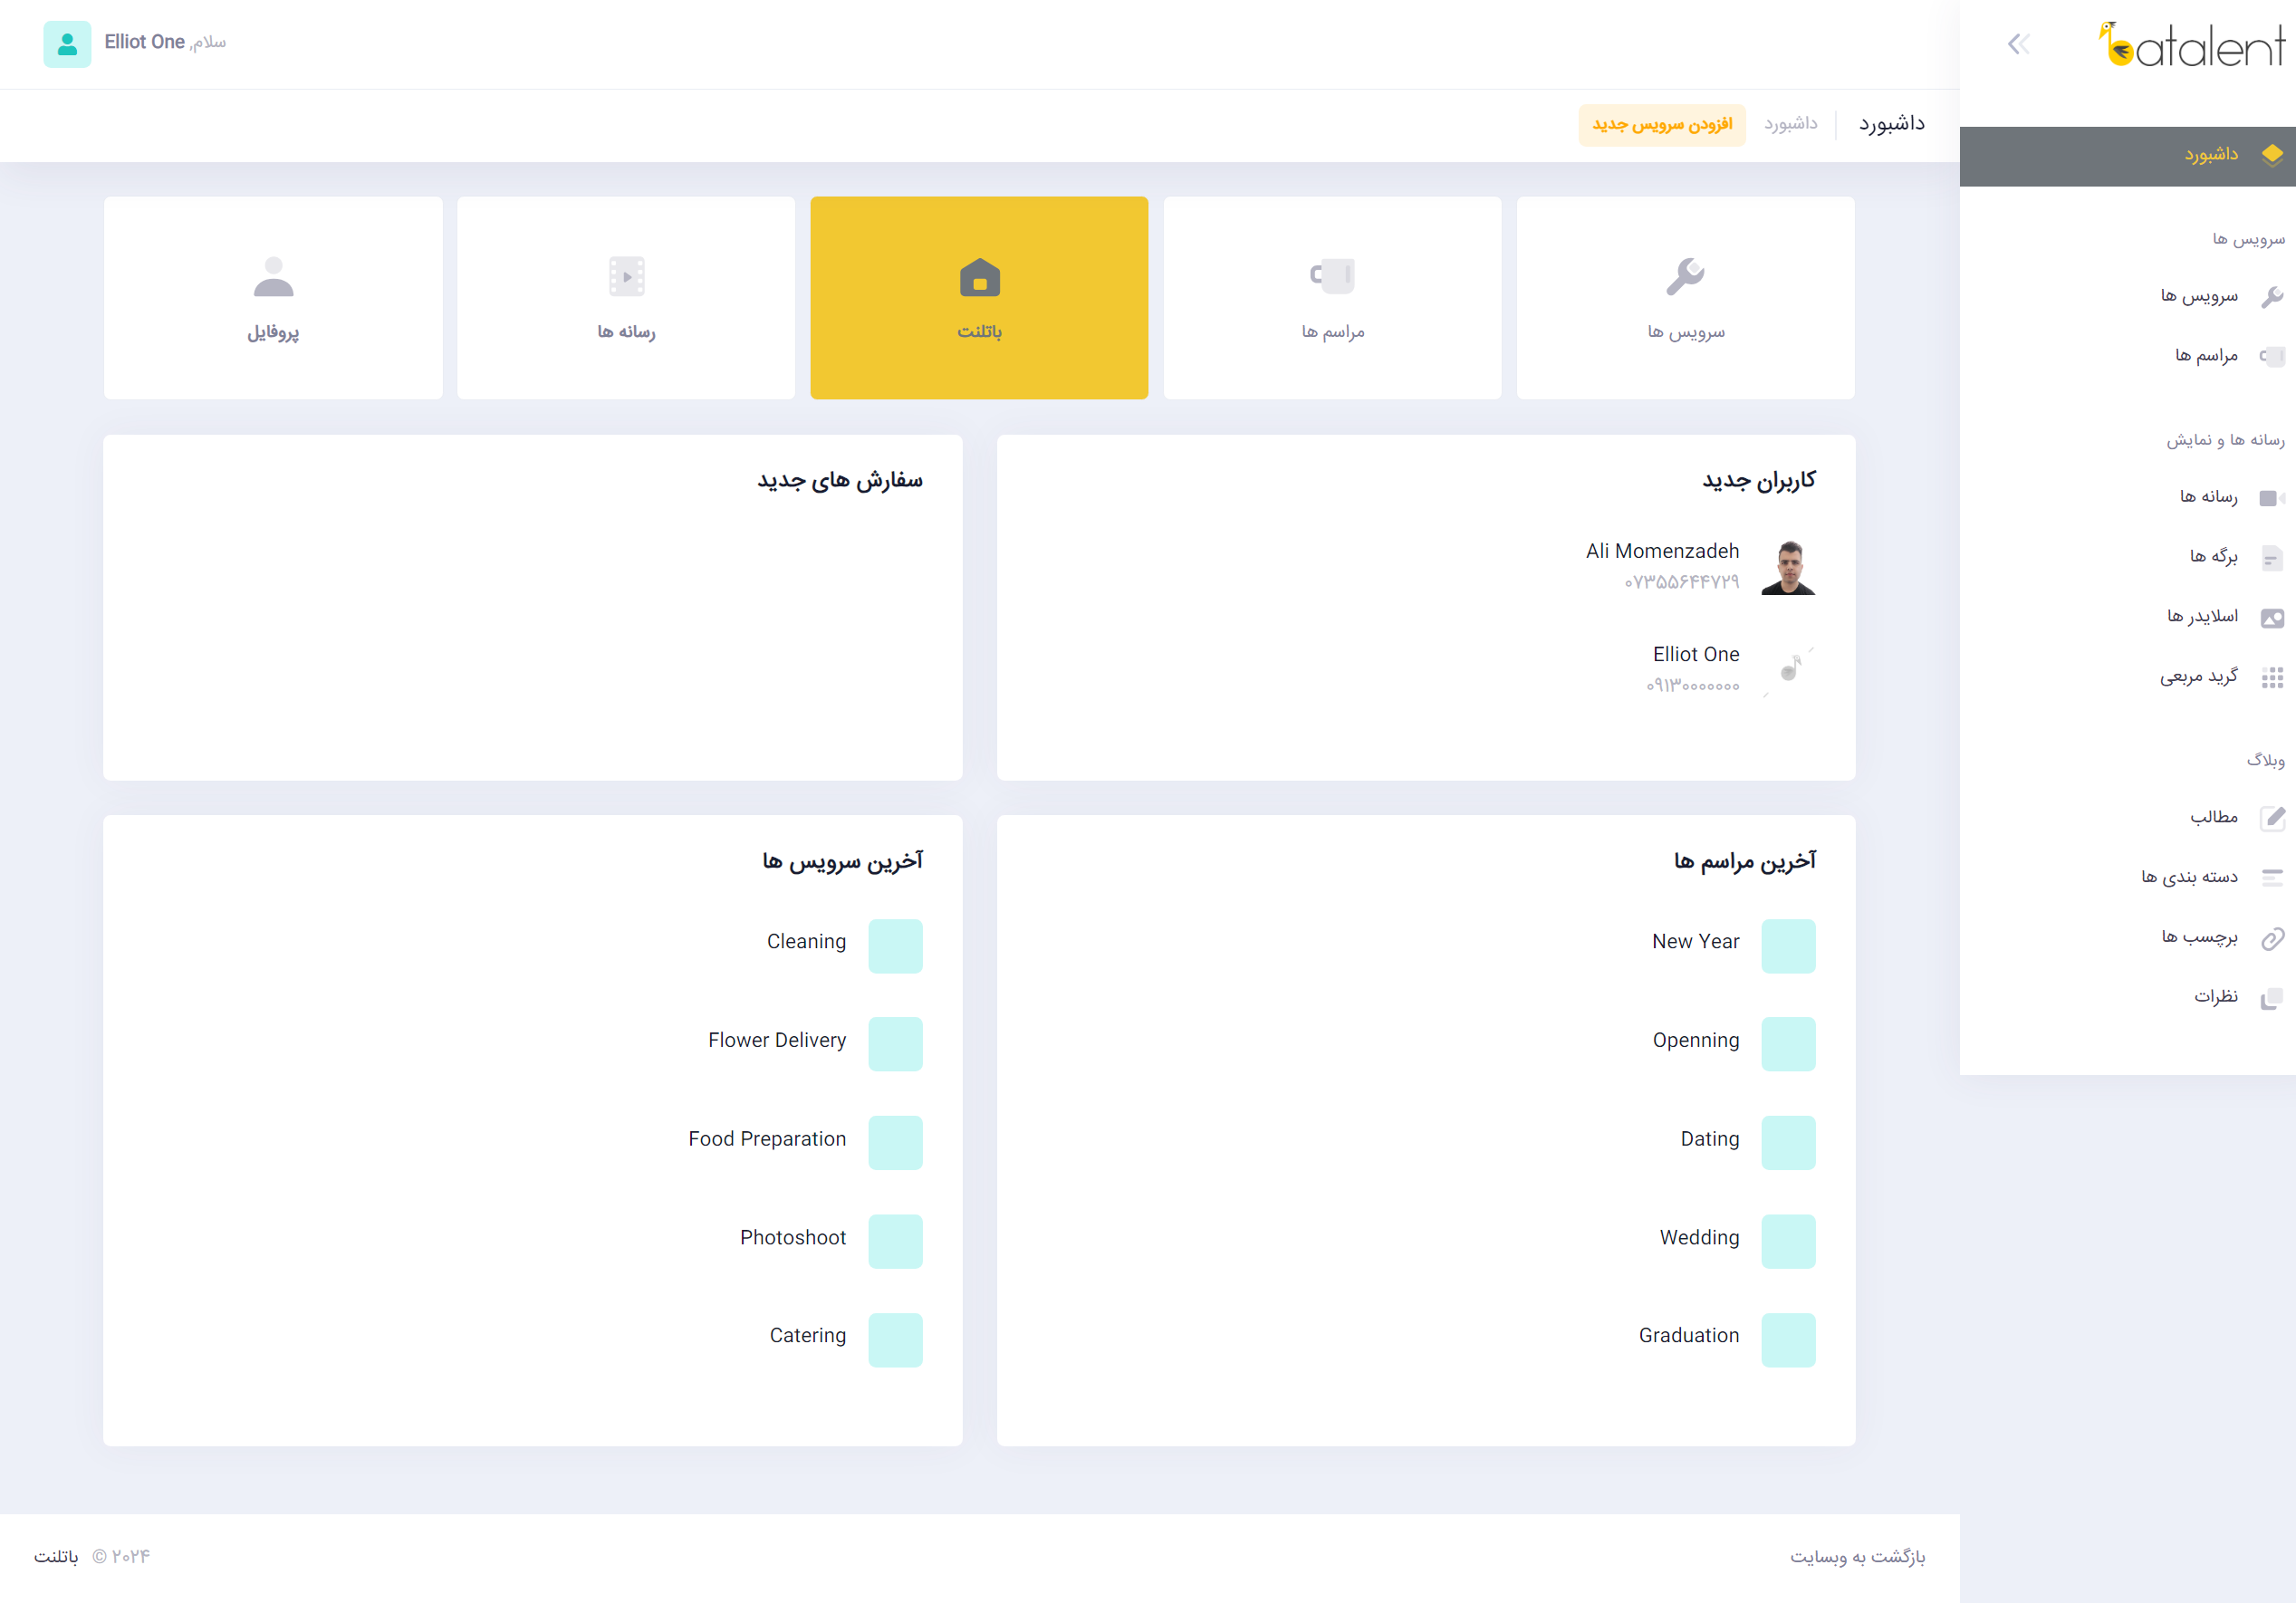 batalent
سلام, Elliot One
داشبورد
داشبورد
افزودن سرویس جدید
داشبورد
سرویس ها
سرویس ها
مراسم ها
رسانه ها و نمایش
رسانه ها
برگه ها
اسلایدر ها
گرید مربعی
وبلاگ
مطالب
دسته بندی ها
برچسب ها
نظرات
سرویس ها
مراسم ها
باتلنت
رسانه ها
پروفایل
کاربران جدید
Ali Momenzadeh
۰۷۳۵۵۶۴۴۷۲۹
Elliot One
۰۹۱۳۰۰۰۰۰۰۰
سفارش های جدید
آخرین مراسم ها
New Year
Openning
Dating
Wedding
Graduation
آخرین سرویس ها
Cleaning
Flower Delivery
Food Preparation
Photoshoot
Catering
بازگشت به وبسایت
۲۰۲۴ © باتلنت